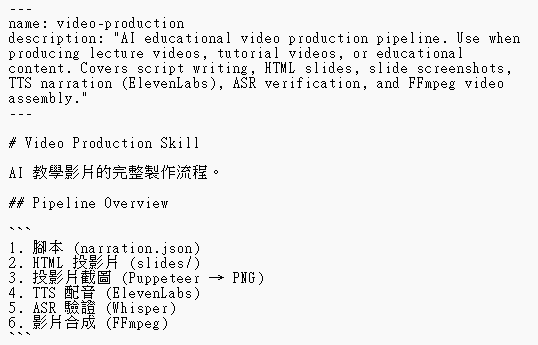 ---
name: video-production
description: "AI educational video production pipeline. Use when
producing lecture videos, tutorial videos, or educational
content. Covers script writing, HTML slides, slide screenshots,
TTS narration (ElevenLabs), ASR verification, and FFmpeg video
assembly."
---
# Video Production Skill
AI 教學影片的完整製作流程。
## Pipeline Overview
```
1. 腳本 (narration.json)
2. HTML 投影片 (slides/)
3. 投影片截圖 (Puppeteer → PNG)
4. TTS 配音 (ElevenLabs)
5. ASR 驗證 (Whisper)
6. 影片合成 (FFmpeg)
```